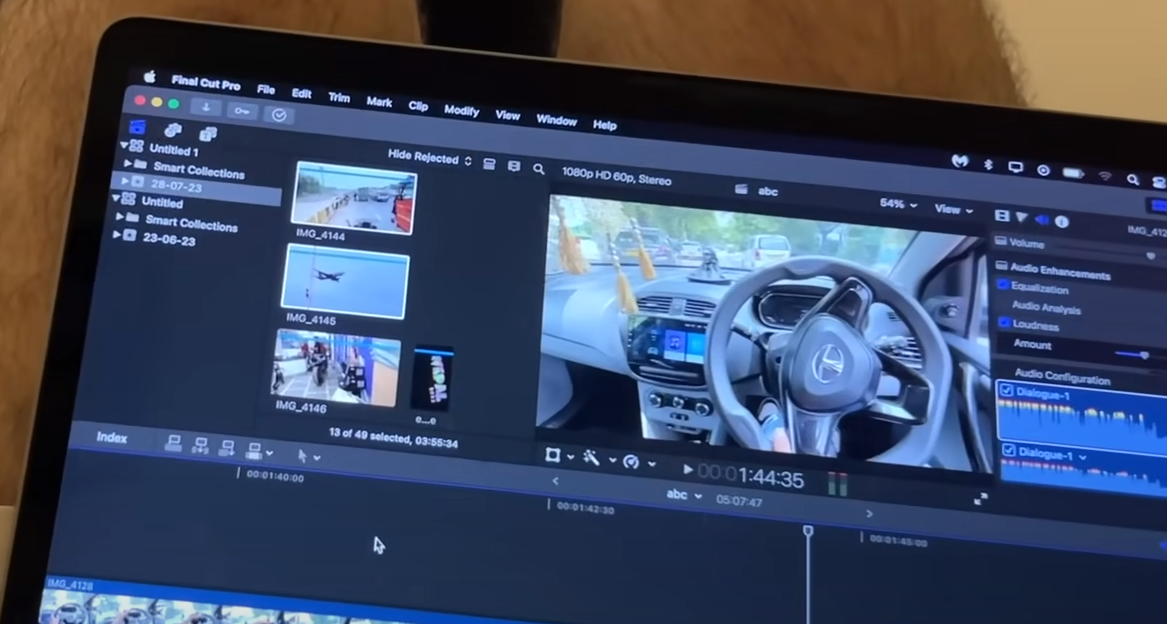 Final Cut Pro File Edit Trim Mark Clip Modify View Window Help
Untitled 1
Smart Collections
28-07-23
Untitled
Smart Collections
23-06-23
Hide Rejected
IMG_4144
IMG_4145
IMG_4146
e...e
13 of 49 selected, 03:55:34
1080p HD 60p, Stereo
abc
54%
View
IMG_412
Volume
Audio Enhancements
Equalization
Audio Analysis
Loudness
Amount
Audio Configuration
Dialogue-1
Dialogue-1
00:01:44:35
Index
abc
05:07:47
00:01:40:00
00:01:42:30
00:01:45:00
IMG_4128